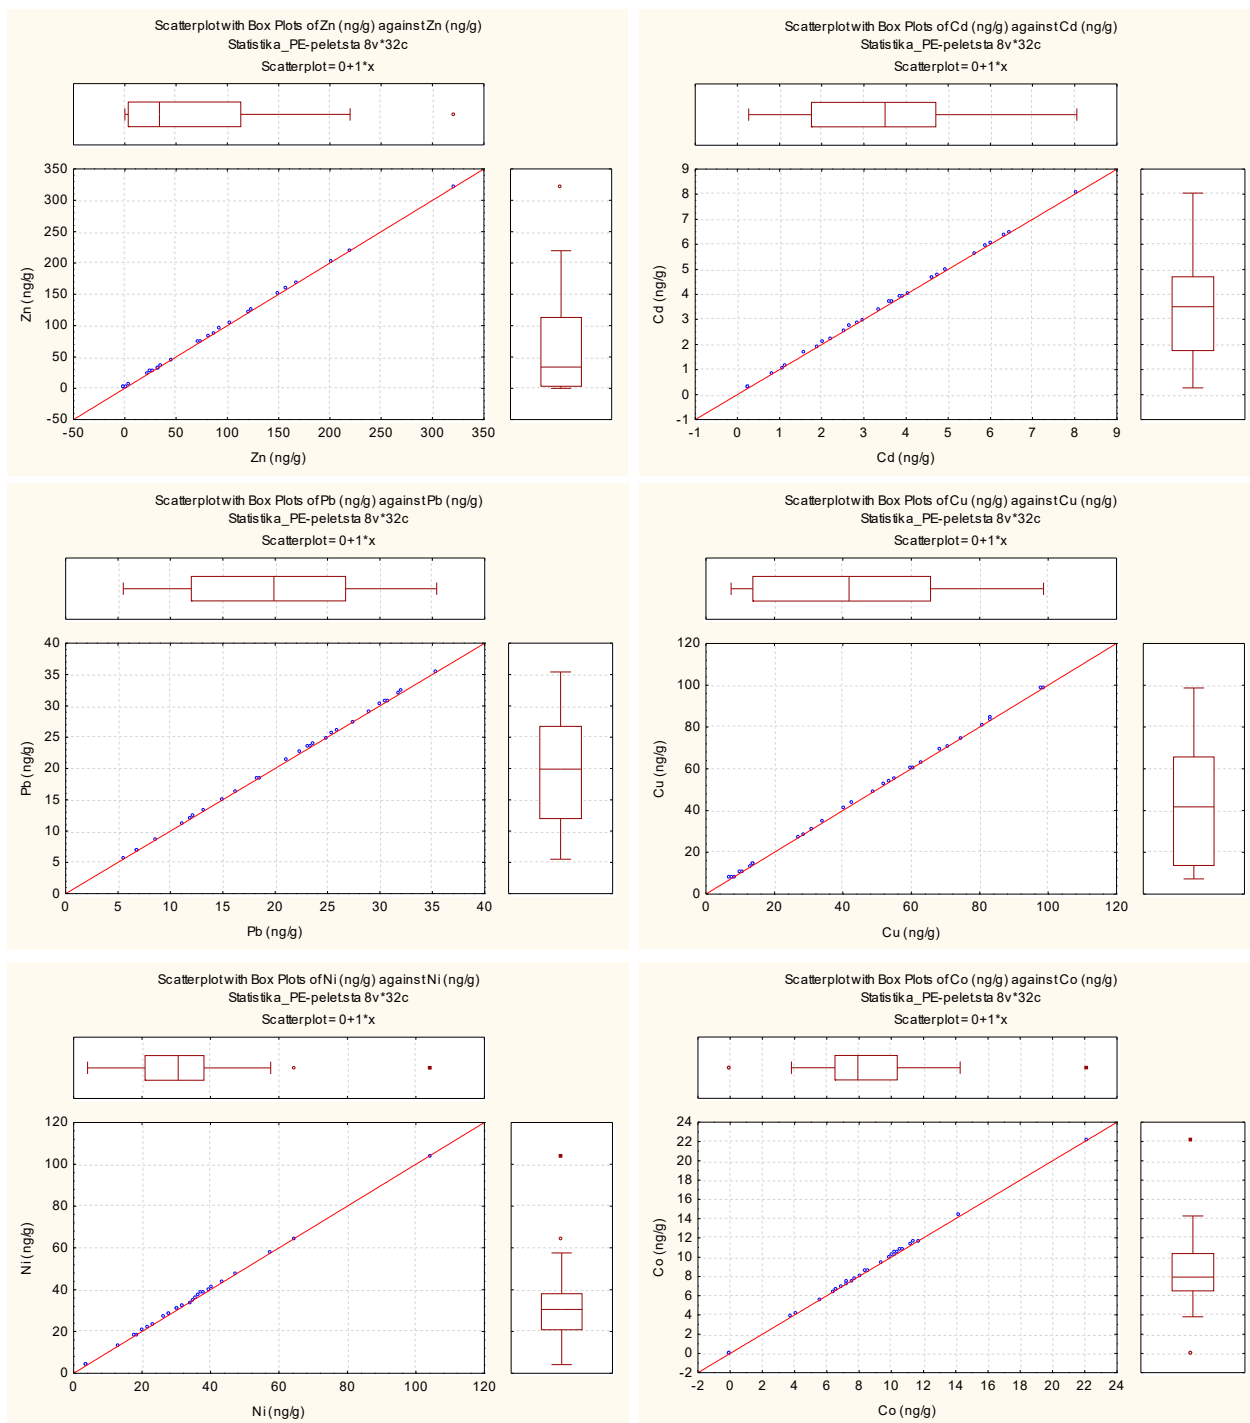 Scatterplot with Box Plots of Zn (ng/g) against Zn (ng/g)
Statistika_PE-pelet.sta 8v*32c
Scatterplot = 0+1*x
350
300
250
200
150
100
50
0
-50
Zn (ng/g)
-50 0 50 100 150 200 250 300 350
Zn (ng/g)
Scatterplot with Box Plots of Cd (ng/g) against Cd (ng/g)
Statistika_PE-pelet.sta 8v*32c
Scatterplot = 0+1*x
9
8
7
6
5
4
3
2
1
0
-1
Cd (ng/g)
-1 0 1 2 3 4 5 6 7 8 9
Cd (ng/g)
Scatterplot with Box Plots of Pb (ng/g) against Pb (ng/g)
Statistika_PE-pelet.sta 8v*32c
Scatterplot = 0+1*x
40
35
30
25
20
15
10
5
0
Pb (ng/g)
0 5 10 15 20 25 30 35 40
Pb (ng/g)
Scatterplot with Box Plots of Cu (ng/g) against Cu (ng/g)
Statistika_PE-pelet.sta 8v*32c
Scatterplot = 0+1*x
120
100
80
60
40
20
0
Cu (ng/g)
0 20 40 60 80 100 120
Cu (ng/g)
Scatterplot with Box Plots of Ni (ng/g) against Ni (ng/g)
Statistika_PE-pelet.sta 8v*32c
Scatterplot = 0+1*x
120
100
80
60
40
20
0
Ni (ng/g)
0 20 40 60 80 100 120
Ni (ng/g)
Scatterplot with Box Plots of Co (ng/g) against Co (ng/g)
Statistika_PE-pelet.sta 8v*32c
Scatterplot = 0+1*x
24
22
20
18
16
14
12
10
8
6
4
2
0
-2
Co (ng/g)
-2 0 2 4 6 8 10 12 14 16 18 20 22 24
Co (ng/g)